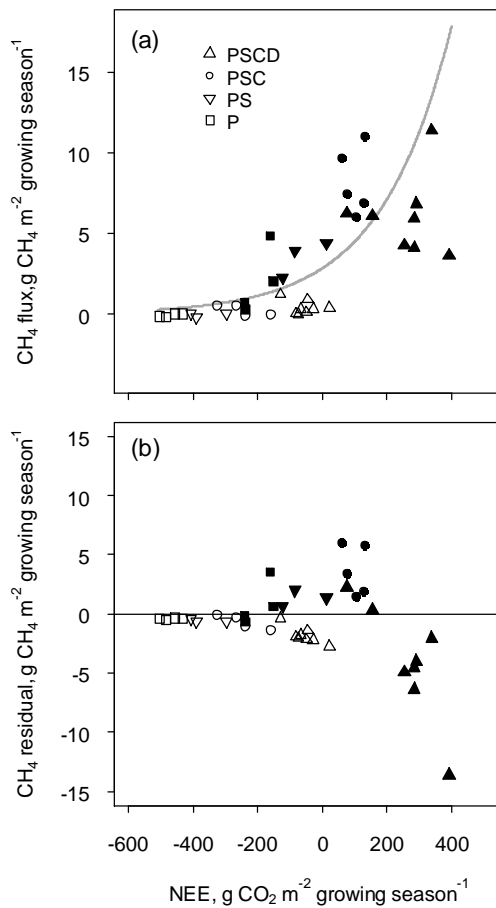 (a)
PSCD
PSC
PS
P
15
10
5
0
CH₄ flux, g CH₄ m⁻² growing season⁻¹
(b)
15
10
5
0
-5
-10
-15
CH₄ residual, g CH₄ m⁻² growing season⁻¹
-600 -400 -200 0 200 400
NEE, g CO₂ m⁻² growing season⁻¹